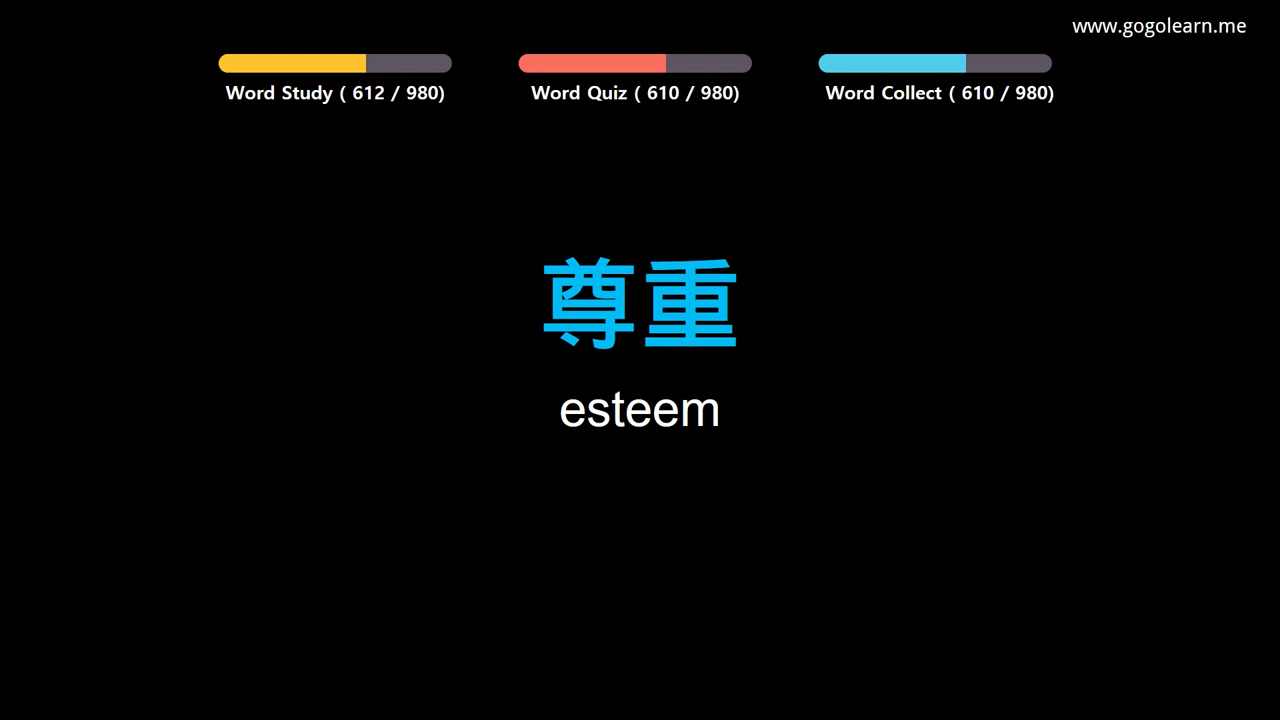 www.gogolearn.me
Word Study ( 612 / 980)
Word Quiz ( 610 / 980)
Word Collect ( 610 / 980)
尊重
esteem